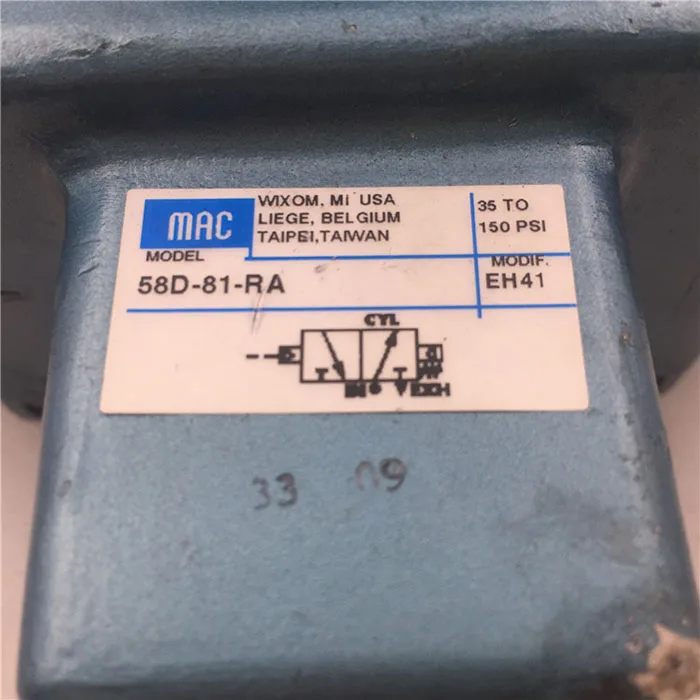 MAC
WIXOM, MI USA
LIEGE, BELGIUM
TAIPEI, TAIWAN
35 TO
150 PSI
MODEL
58D-81-RA
MODIF.
EH41
CYL
IN
EXH
33 09